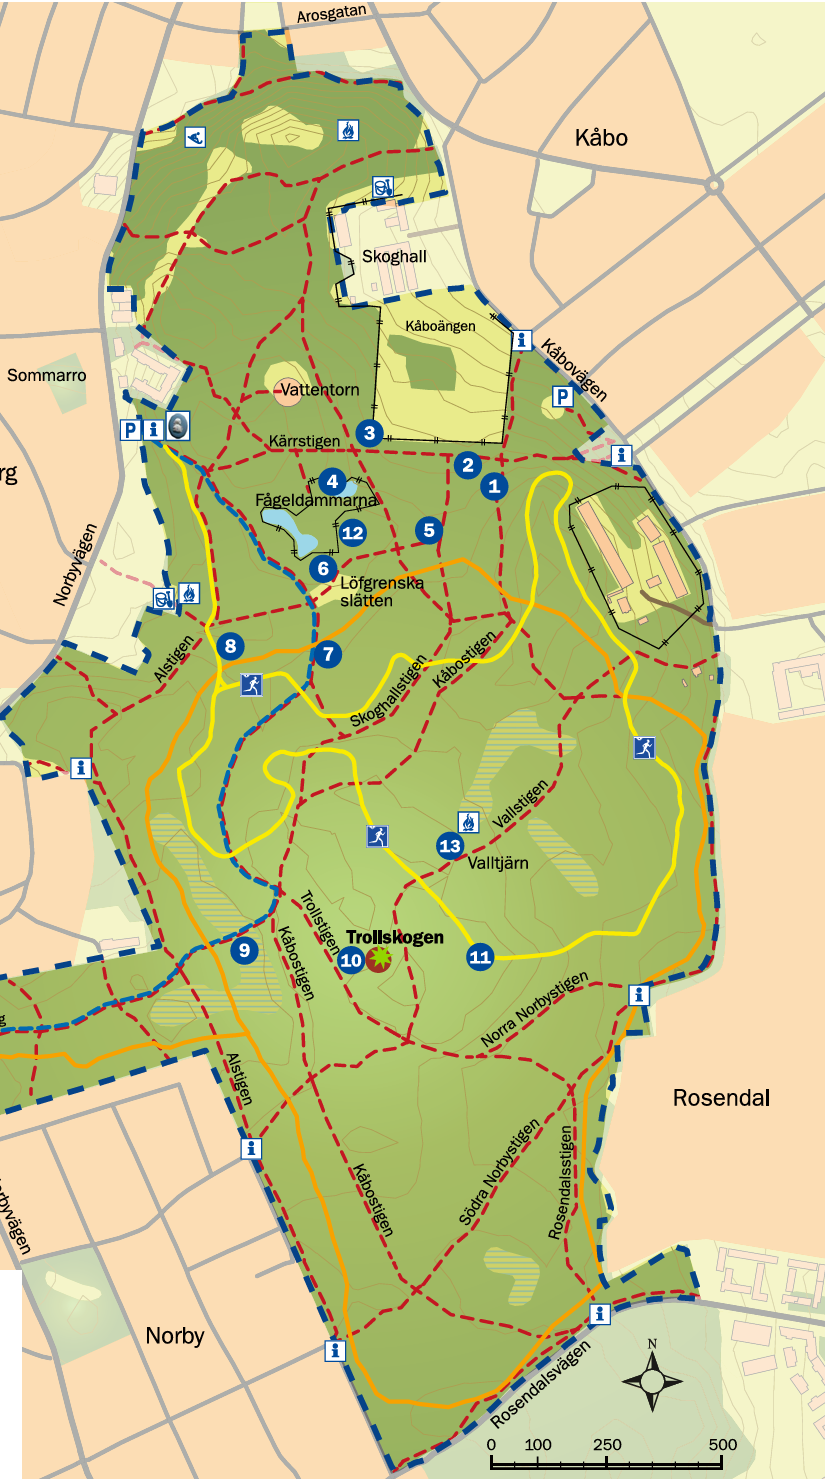 Arosgatan
Kåbo
Skoghall
Kåboängen
i
Kåbovägen
Sommarro
Vattentorn
P
P i
rg
3
Kärrstigen
i
2
4
1
Fågeldammarna
12
5
Norbyvägen
6
Löfgrenska
slätten
8
7
Alstigen
Kåbostigen
Skoghallstigen
i
Vallstigen
13
Valltjärn
Trollstigen
Kåbostigen
Trollskogen
9
10
11
i
Norra Norbystigen
g
Alstigen
Rosendal
i
Södra Norbystigen
Rosendalsstigen
Kåbostigen
orbyvägen
i
Norby
i
N
Rosendalsvägen
0 100 250 500